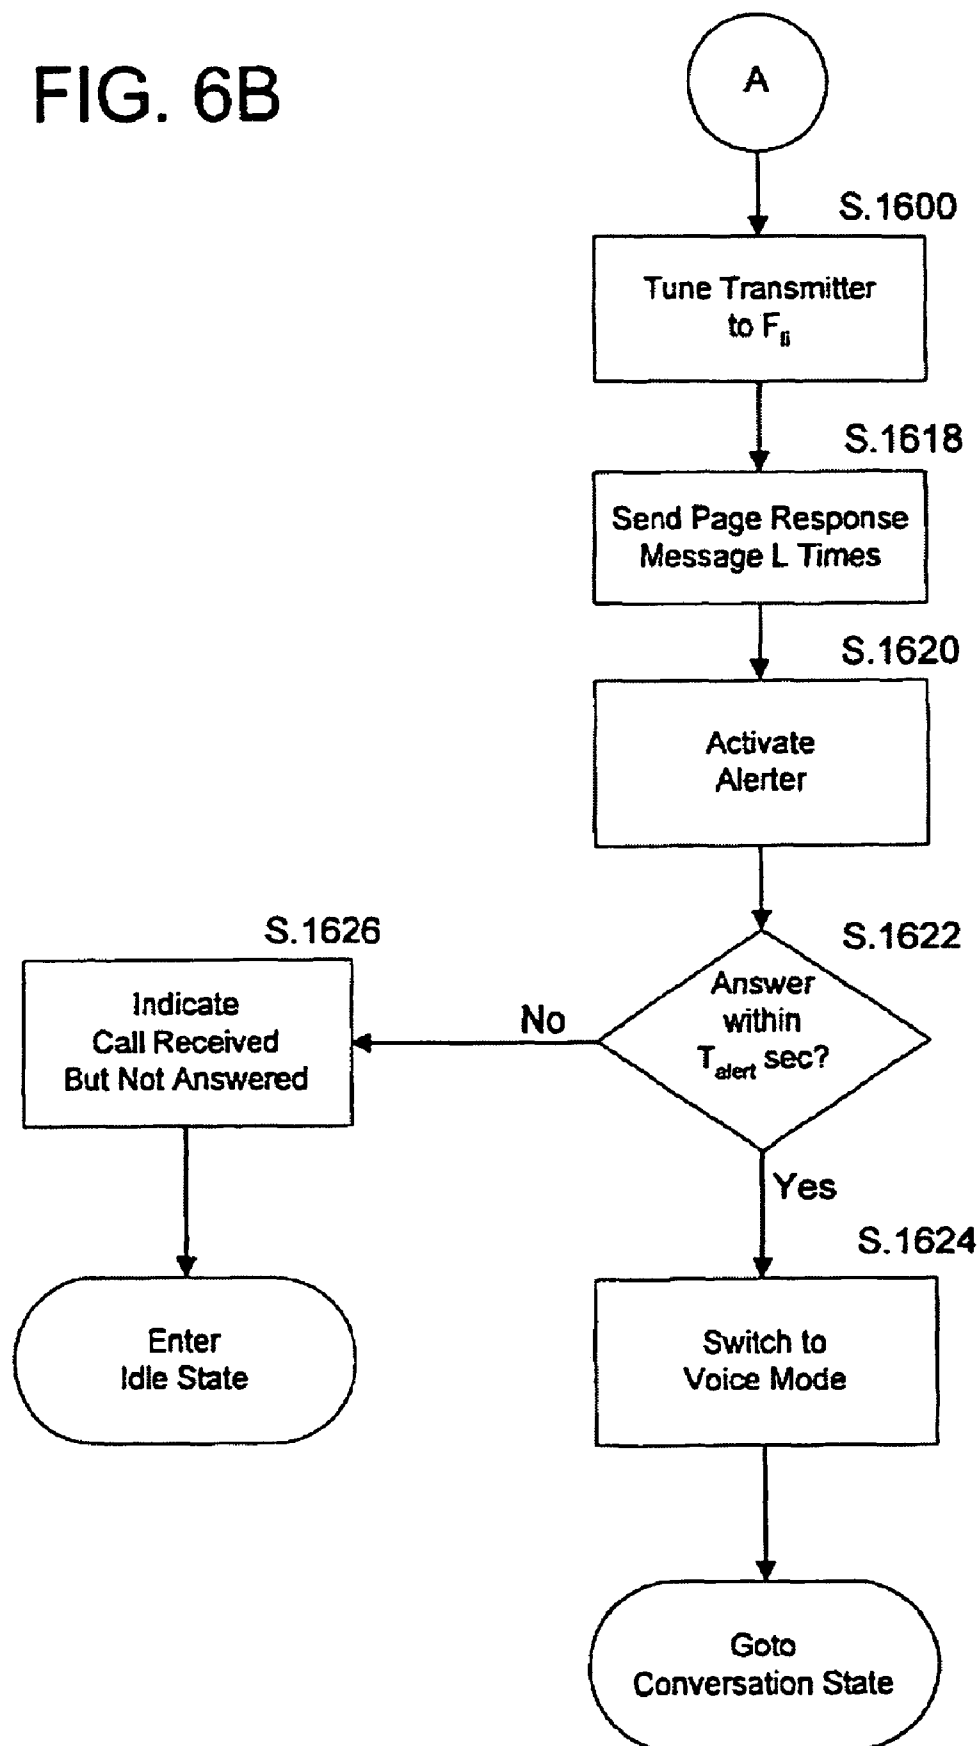 FIG. 6B
A
S.1600
Tune Transmitter
to F
S.1618
Send Page Response
Message L Times
S.1620
Activate
Alerter
S.1622
Answer
within
Talert sec?
No
S.1626
Indicate
Call Received
But Not Answered
Enter
Idle State
Yes
S.1624
Switch to
Voice Mode
Goto
Conversation State